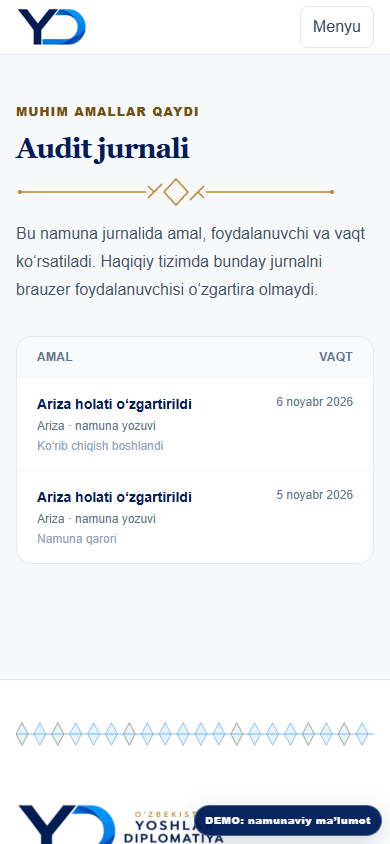 YD
Menyu
MUHIM AMALLAR QAYDI
Audit jurnali
Bu namuna jurnalida amal, foydalanuvchi va vaqt
ko‘rsatiladi. Haqiqiy tizimda bunday jurnalni
brauzer foydalanuvchisi o‘zgartira olmaydi.
AMAL VAQT
Ariza holati o‘zgartirildi 6 noyabr 2026
Ariza · namuna yozuvi
Ko‘rib chiqish boshlandi
Ariza holati o‘zgartirildi 5 noyabr 2026
Ariza · namuna yozuvi
Namuna qarori
YD
DEMO: namunaviy ma’lumot
DIPLOMATIYA